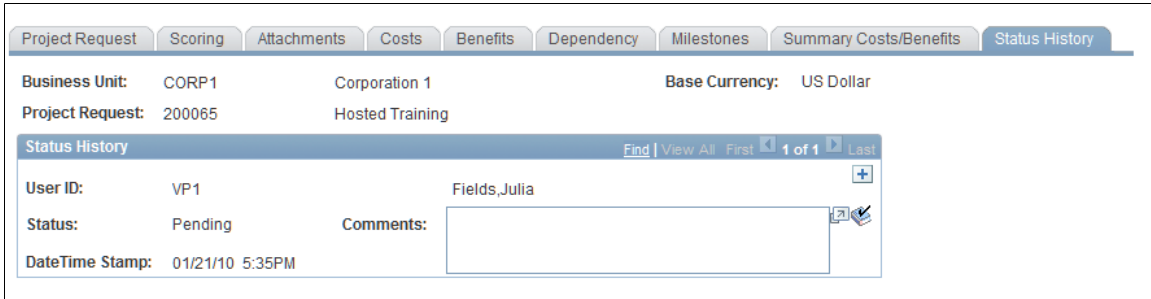 Project Request Scoring Attachments Costs Benefits Dependency Milestones Summary Costs/Benefits Status History
Business Unit: CORP1 Corporation 1 Base Currency: US Dollar
Project Request: 200065 Hosted Training
Status History Find | View All First 1 of 1 Last
User ID: VP1 Fields,Julia
Status: Pending Comments:
DateTime Stamp: 01/21/10 5:35PM